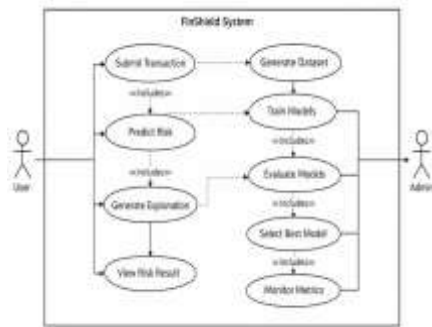 FinShield System
Submit Transaction
Generate Dataset
«includes»
Train Models
Predict Risk
«includes»
«includes»
Evaluate Models
User
Admin
Generate Explanation
«includes»
Select Best Model
«includes»
View Risk Result
Monitor Metrics